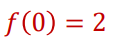 f(0) = 2